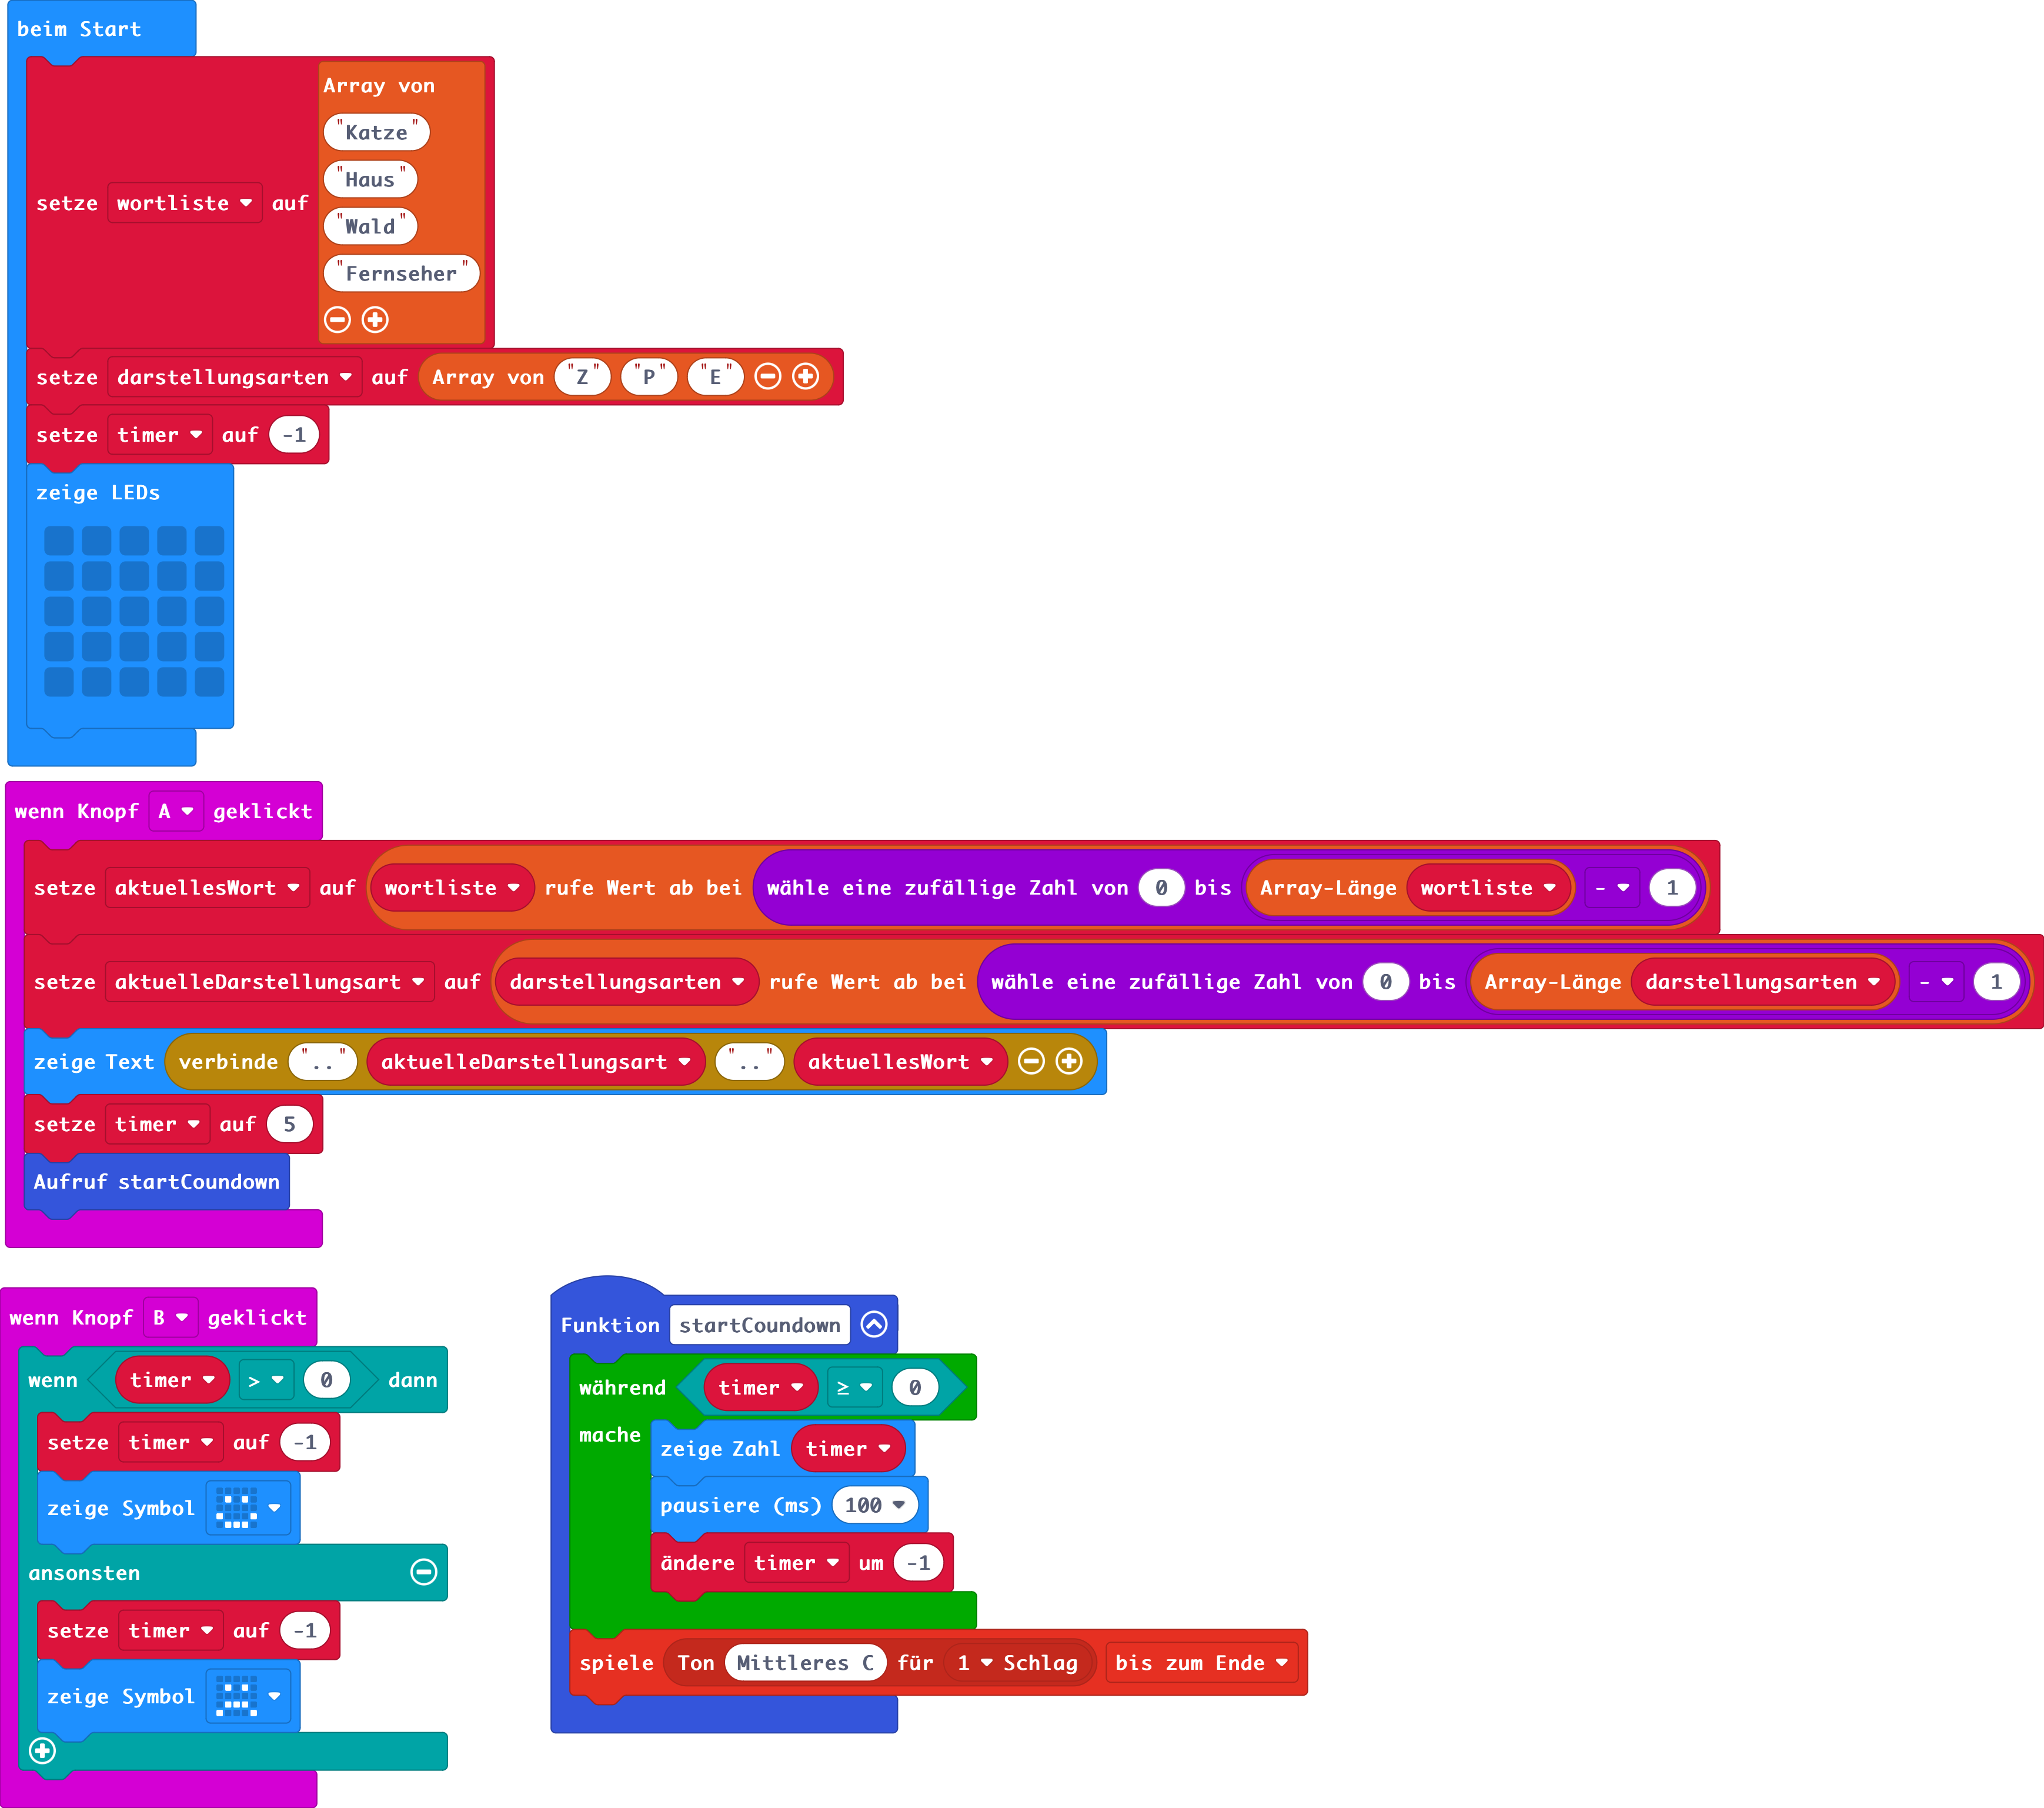 beim Start
Array von
"Katze"
"Haus"
"Wald"
"Fernseher"
setze wortliste auf
setze darstellungsarten auf Array von "Z" "P" "E"
setze timer auf -1
zeige LEDs
wenn Knopf A geklickt
setze aktuellesWort auf wortliste rufe Wert ab bei wähle eine zufällige Zahl von 0 bis Array-Länge wortliste - 1
setze aktuelleDarstellungsart auf darstellungsarten rufe Wert ab bei wähle eine zufällige Zahl von 0 bis Array-Länge darstellungsarten - 1
zeige Text verbinde ".." aktuelleDarstellungsart ".." aktuellesWort
setze timer auf 5
Aufruf startCoundown
wenn Knopf B geklickt
wenn timer > 0 dann
setze timer auf -1
zeige Symbol
ansonsten
setze timer auf -1
zeige Symbol
Funktion startCoundown
während timer ≥ 0
mache zeige Zahl timer
pausiere (ms) 100
ändere timer um -1
spiele Ton Mittleres C für 1 Schlag bis zum Ende